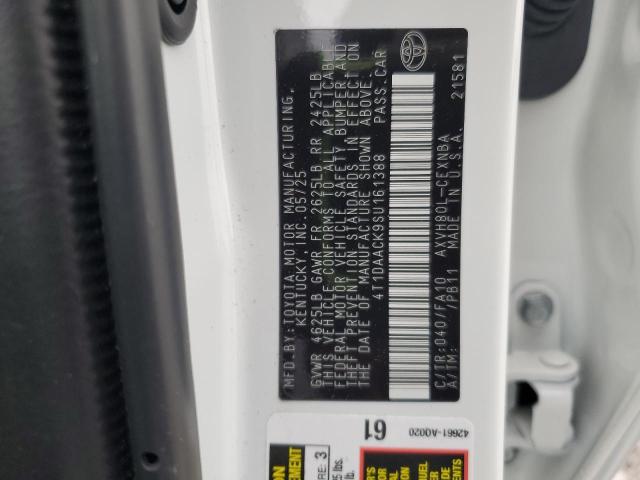 MFD.BY: TOYOTA MOTOR MANUFACTURING,
KENTUCKY, INC. 05/25
GVWR 4625LB GAWR FR 2625LB RR 2425LB
THIS VEHICLE CONFORMS TO ALL APPLICABLE
FEDERAL MOTOR VEHICLE SAFETY, BUMPER AND
THEFT PREVENTION STANDARDS IN EFFECT ON
THE DATE OF MANUFACTURE SHOWN ABOVE.
4T1DAACK9SU161388 PASS.CAR
C/TR:040/FA10 AXVH80L-CEXNBA
A/TM: /PB11 MADE IN U.S.A. 21581
61
42661-AQ020